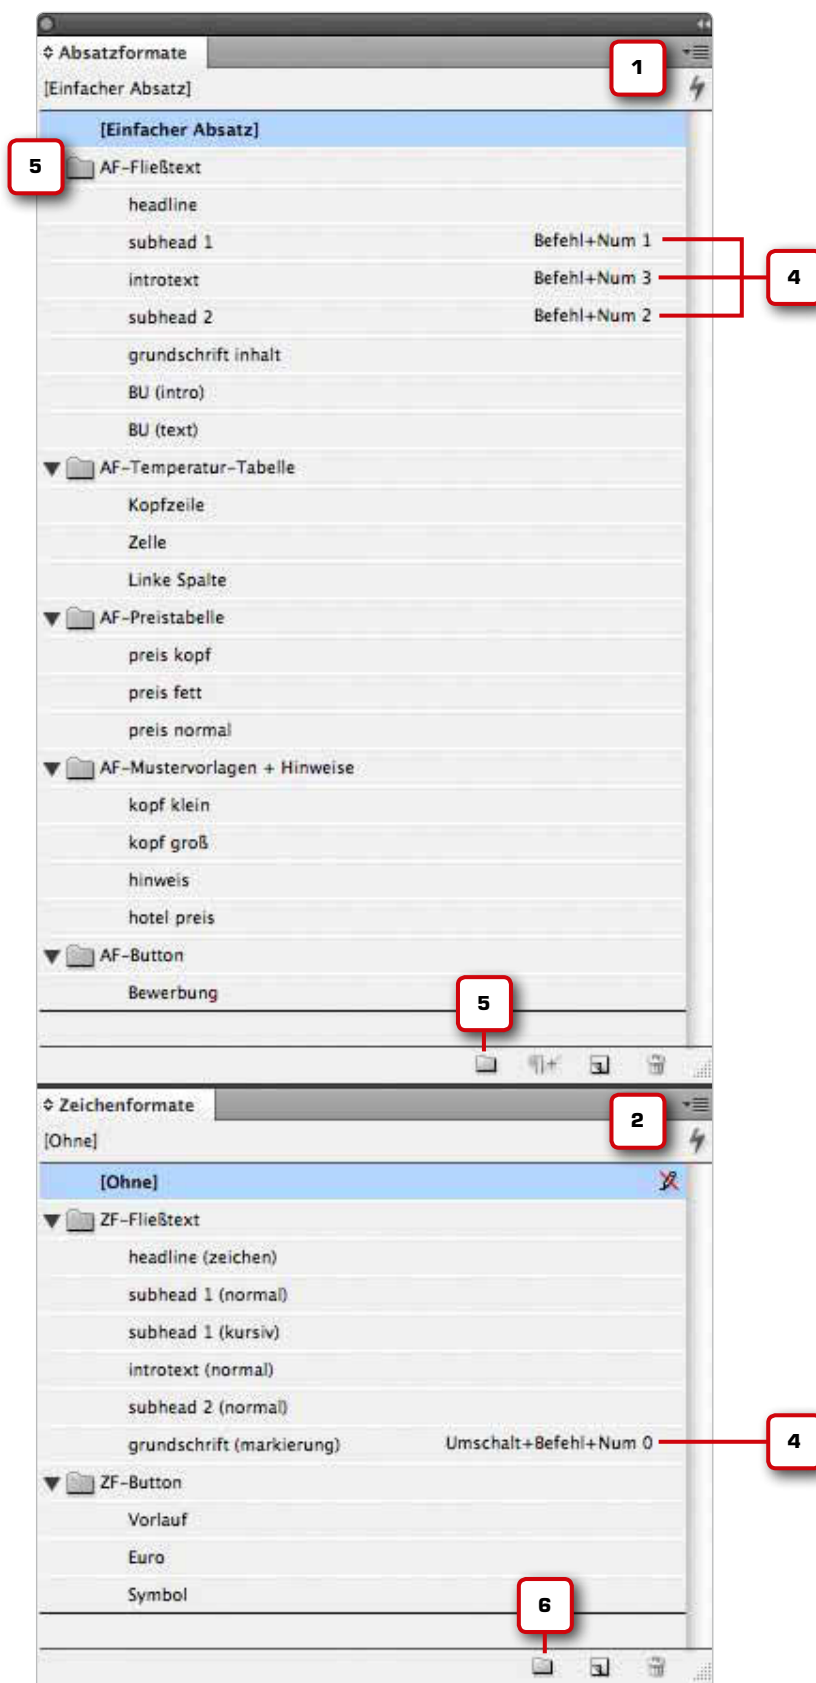 Absatzformate
1
[Einfacher Absatz]
[Einfacher Absatz]
5
AF-Fließtext
headline
subhead 1 Befehl+Num 1
introtext Befehl+Num 3
4
subhead 2 Befehl+Num 2
grundschrift inhalt
BU (intro)
BU (text)
AF-Temperatur-Tabelle
Kopfzeile
Zelle
Linke Spalte
AF-Preistabelle
preis kopf
preis fett
preis normal
AF-Mustervorlagen + Hinweise
kopf klein
kopf groß
hinweis
hotel preis
AF-Button
Bewerbung
5
Zeichenformate
2
[Ohne]
[Ohne]
ZF-Fließtext
headline (zeichen)
subhead 1 (normal)
subhead 1 (kursiv)
introtext (normal)
subhead 2 (normal)
grundschrift (markierung) Umschalt+Befehl+Num 0
4
ZF-Button
Vorlauf
Euro
Symbol
6